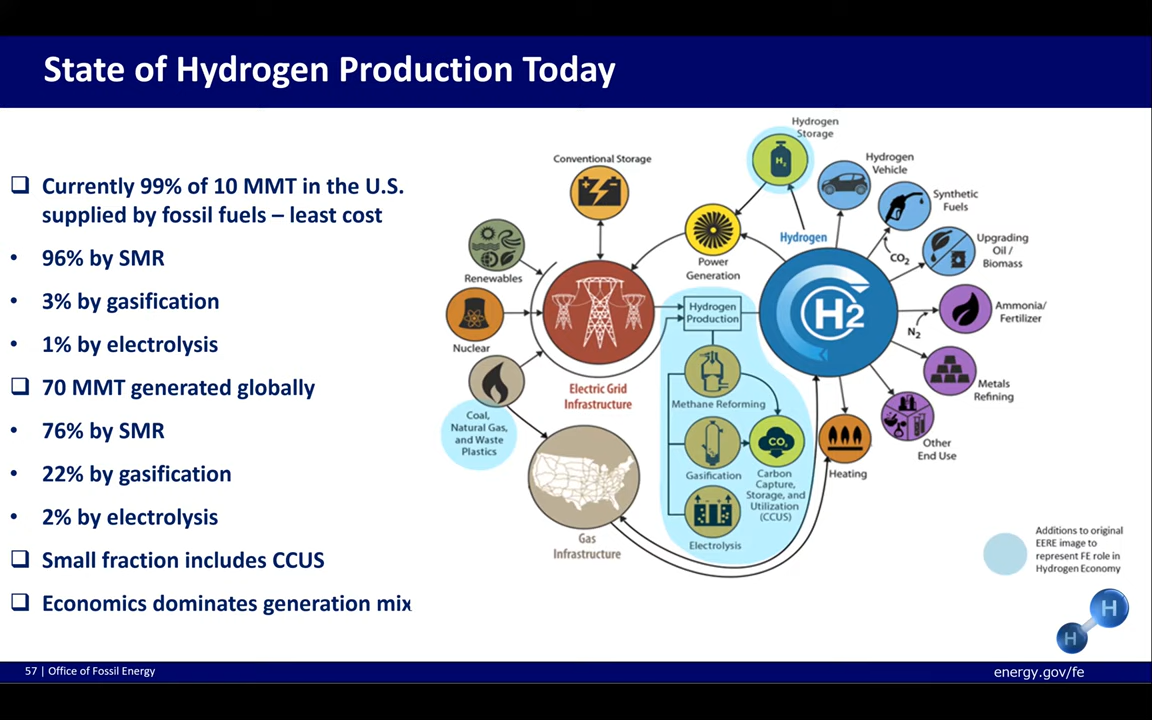 State of Hydrogen Production Today
Currently 99% of 10 MMT in the U.S.
supplied by fossil fuels – least cost
• 96% by SMR
• 3% by gasification
• 1% by electrolysis
70 MMT generated globally
• 76% by SMR
• 22% by gasification
• 2% by electrolysis
Small fraction includes CCUS
Economics dominates generation mix
Hydrogen
Storage
H2
Conventional Storage
Hydrogen
Vehicle
Synthetic
Fuels
CO2
Upgrading
Oil /
Biomass
Renewables
Power
Generation
Hydrogen
H2
Hydrogen
Production
Ammonia/
Fertilizer
N2
Nuclear
Electric Grid
Infrastructure
Methane Reforming
Metals
Refining
Coal,
Natural Gas,
and Waste
Plastics
CO2
Other
End Use
Gasification
Carbon
Capture,
Storage, and
Utilization
(CCUS)
Heating
Gas
Infrastructure
Electrolysis
Additions to original
EERE image to
represent FE role in
Hydrogen Economy
H
H
57 | Office of Fossil Energy
energy.gov/fe